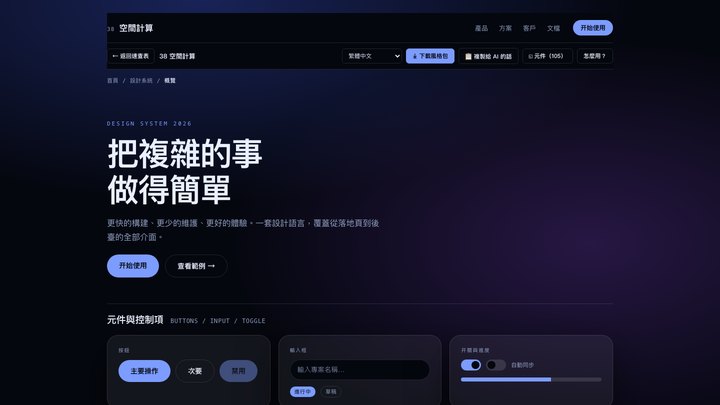 38 空間計算
產品 方案 客戶 文檔 开始使用
← 返回速查表 38 空間計算 繁體中文 下載風格包 複製給 AI 的話 元件（105） 怎麼用？
首頁 / 設計系統 / 概覽
DESIGN SYSTEM 2026
把複雜的事
做得簡單
更快的構建、更少的維護、更好的體驗。一套設計語言，覆蓋從落地頁到後
臺的全部介面。
开始使用 查看範例 →
元件與控制項 BUTTONS / INPUT / TOGGLE
按鈕
主要操作 次要 禁用
輸入框
輸入專案名稱…
進行中 草稿
開關與進度
自動同步